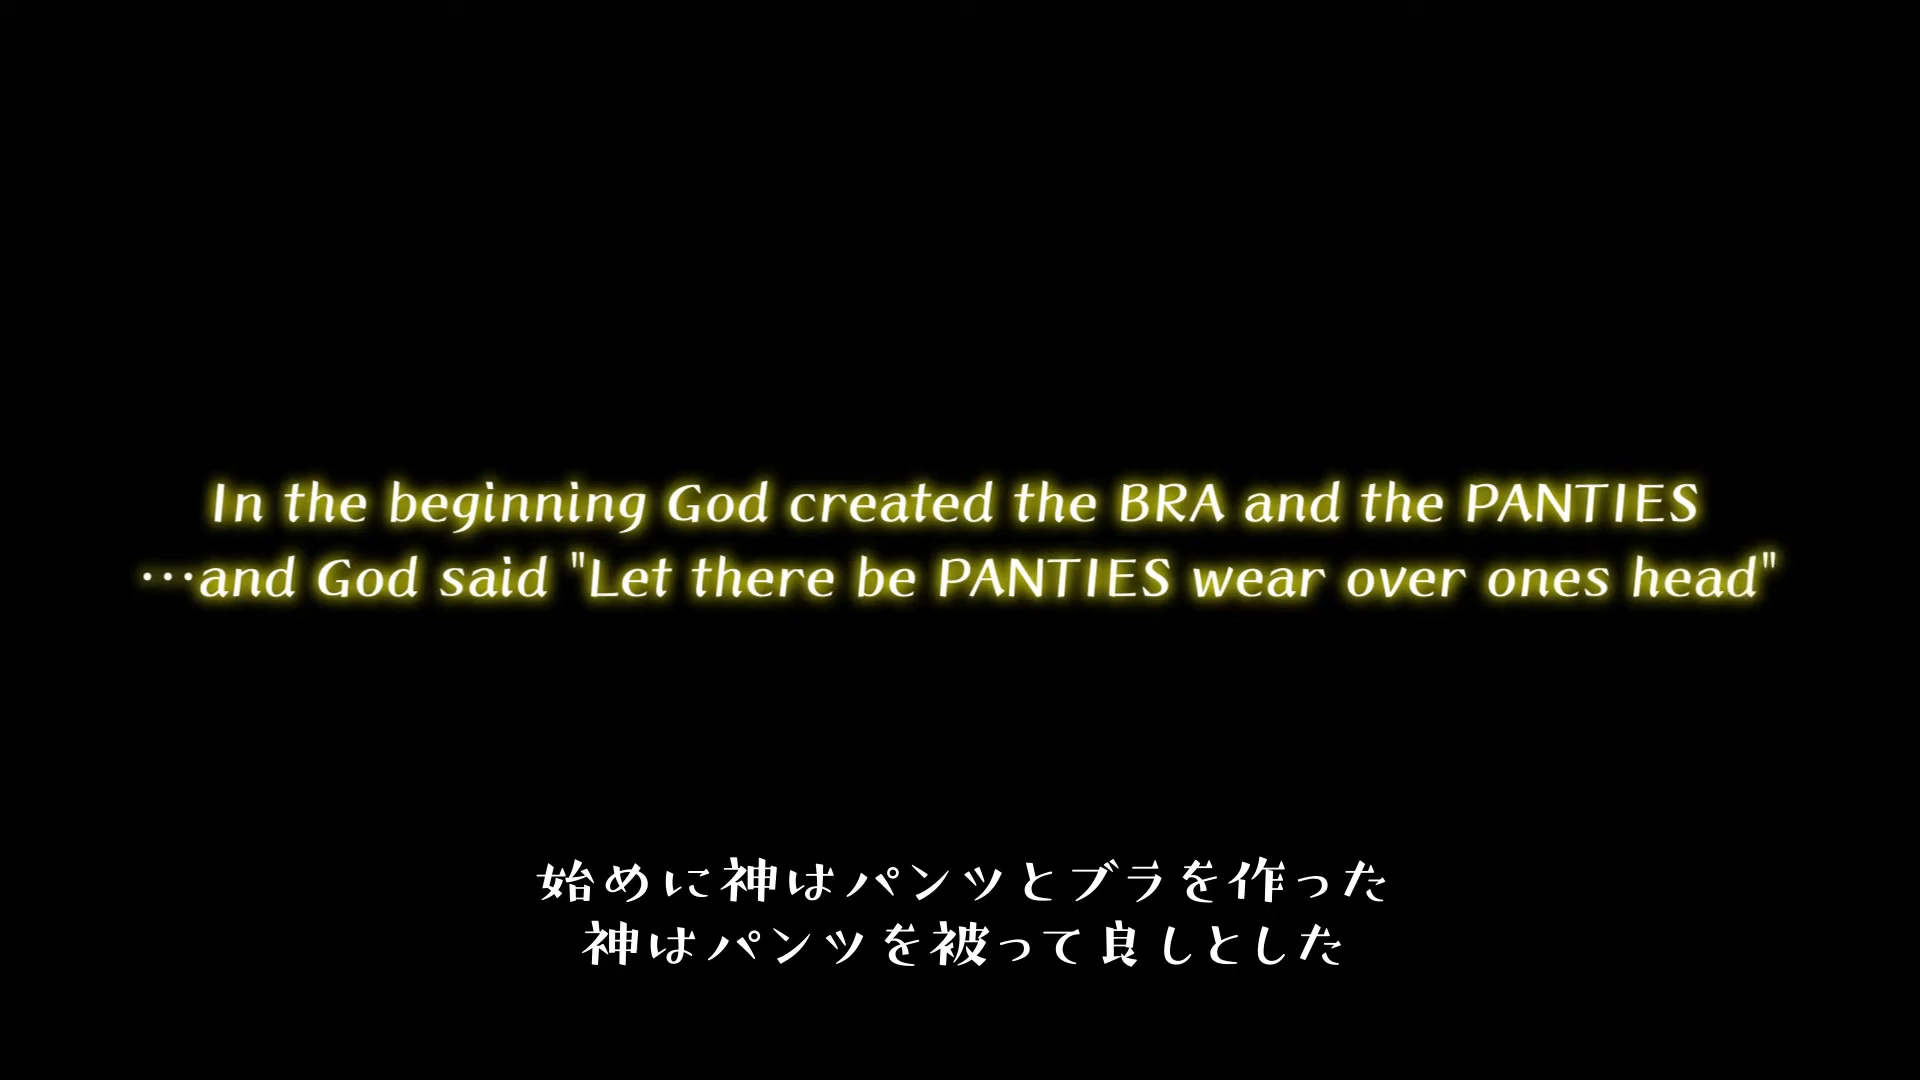 In the beginning God created the BRA and the PANTIES
…and God said "Let there be PANTIES wear over ones head"
始めに神はパンツとブラを作った
神はパンツを被って良しとした